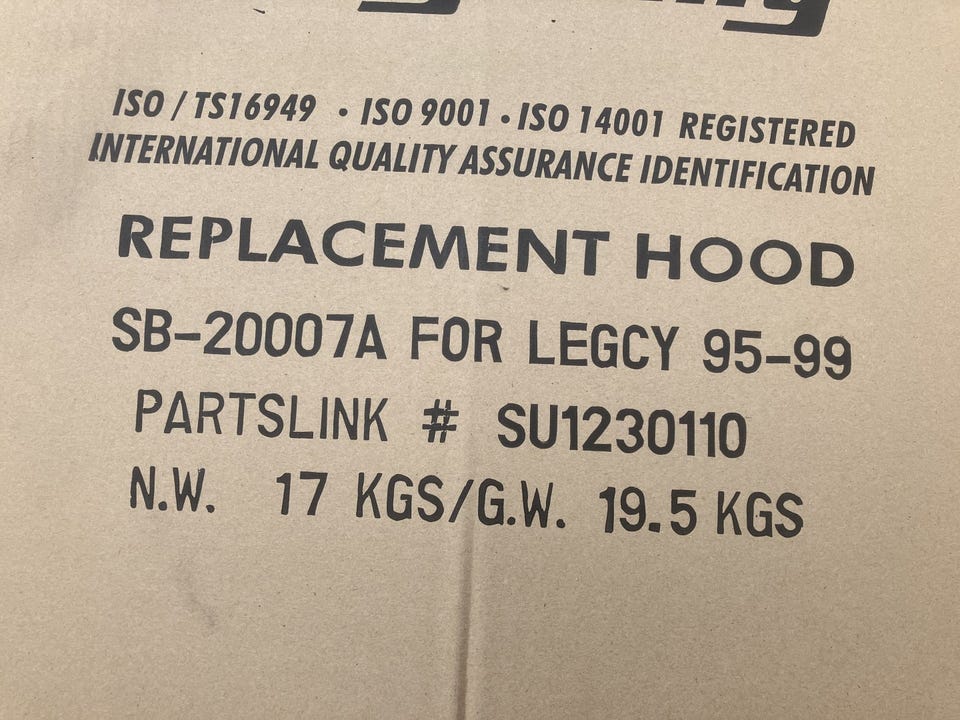 ISO / TS16949 · ISO 9001 · ISO 14001 REGISTERED
INTERNATIONAL QUALITY ASSURANCE IDENTIFICATION
REPLACEMENT HOOD
SB-20007A FOR LEGCY 95-99
PARTSLINK # SU1230110
N.W. 17 KGS/G.W. 19.5 KGS